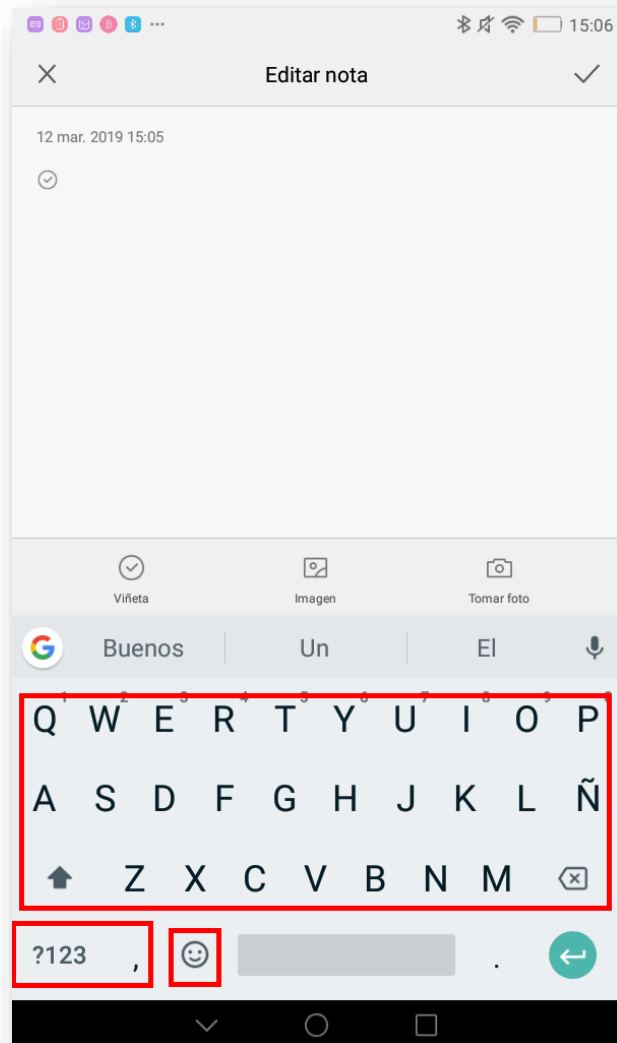 15:06
Editar nota
12 mar. 2019 15:05
Viñeta Imagen Tomar foto
G Buenos Un El
1 2 3 4 5 6 7 8 9
Q W E R T Y U I O P
A S D F G H J K L Ñ
Z X C V B N M
?123 , .